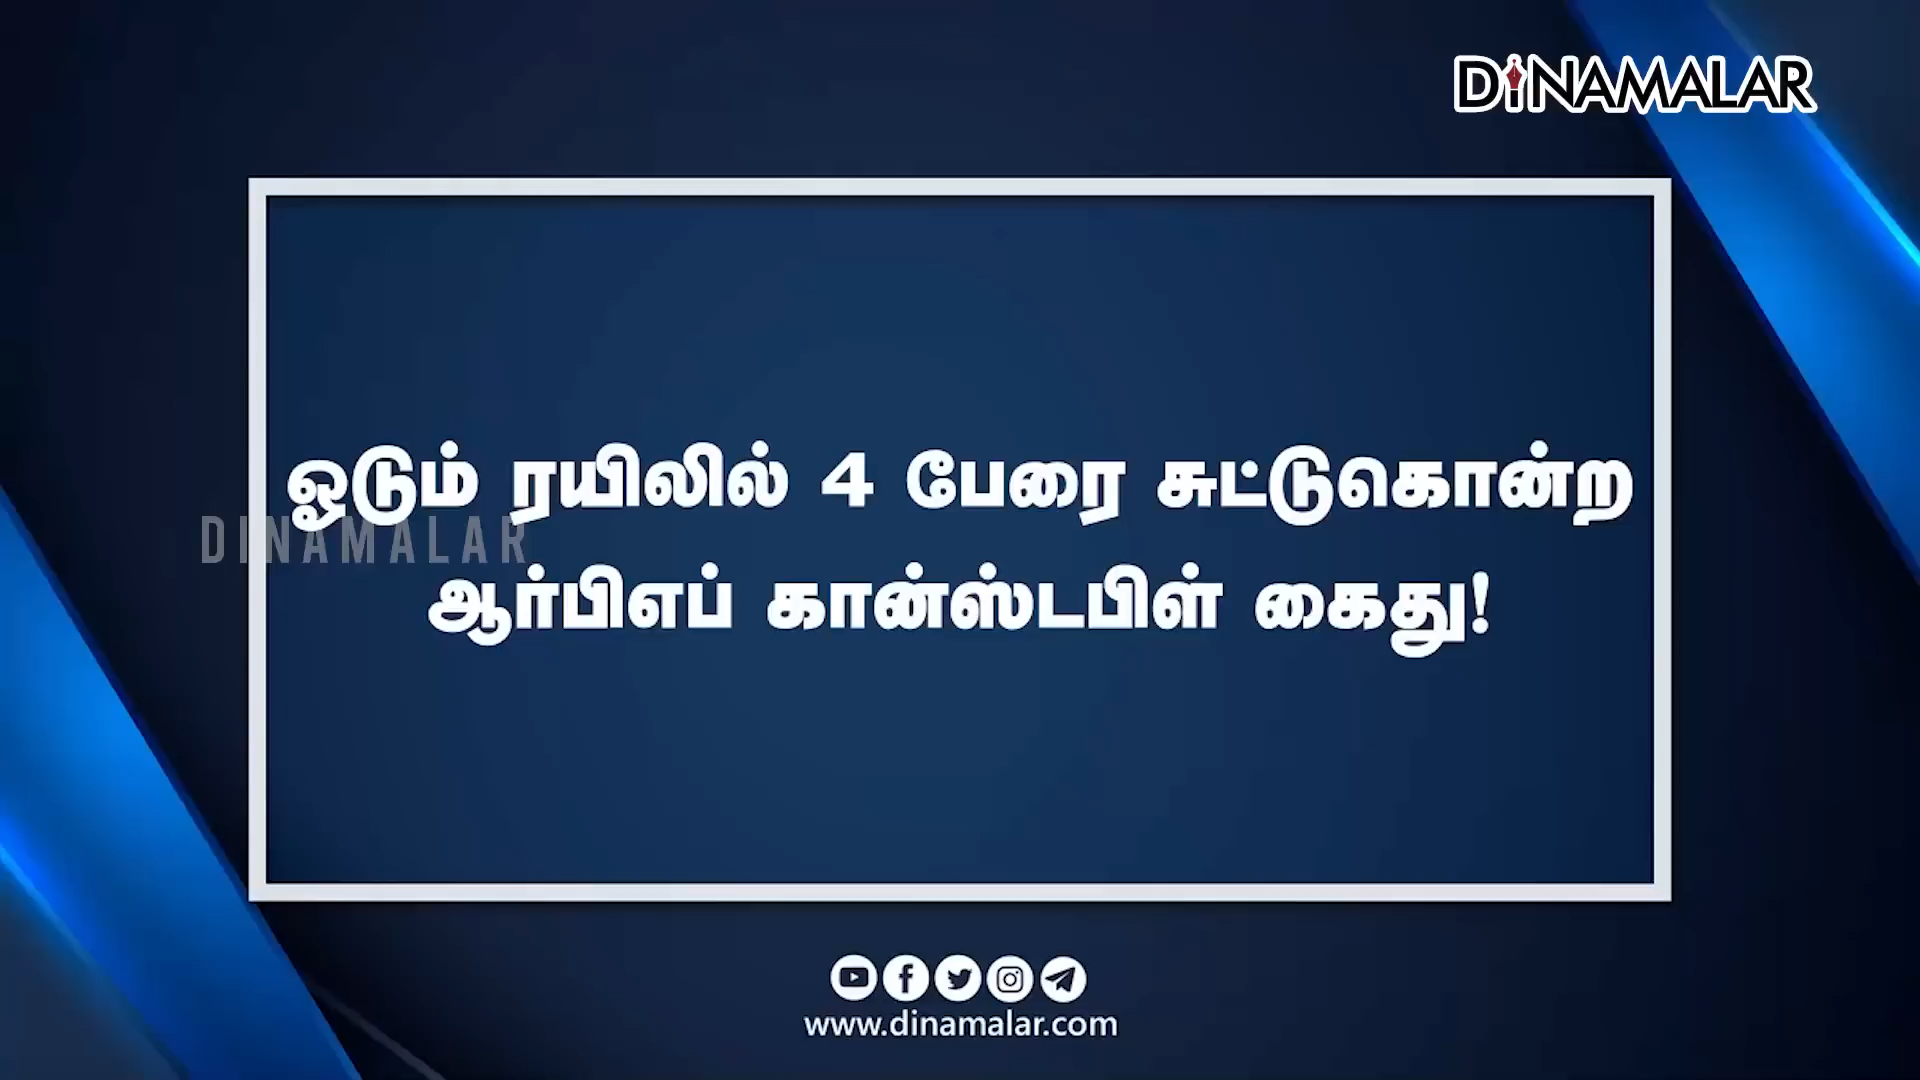 DINAMALAR
ஓடும் ரயிலில் 4 பேரை சுட்டுகொன்ற
DINAMALAR
ஆர்பிஎப் கான்ஸ்டபிள் கைது!
www.dinamalar.com